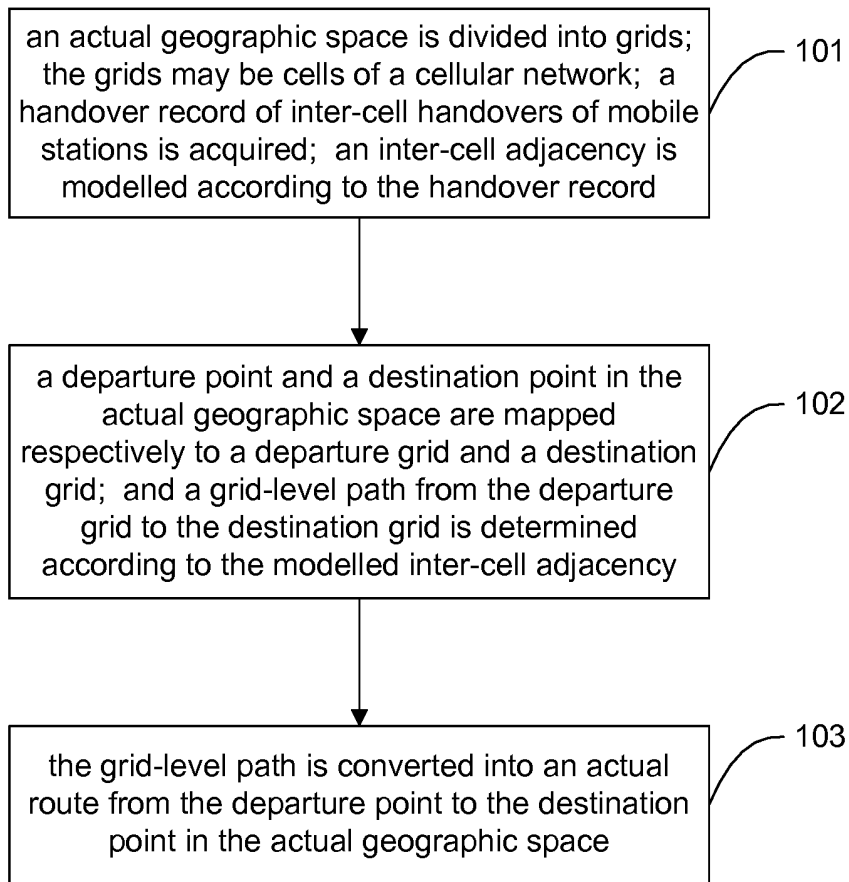 an actual geographic space is divided into grids;
the grids may be cells of a cellular network; a
handover record of inter-cell handovers of mobile
stations is acquired; an inter-cell adjacency is
modelled according to the handover record
101
a departure point and a destination point in the
actual geographic space are mapped
respectively to a departure grid and a destination
grid; and a grid-level path from the departure
grid to the destination grid is determined
according to the modelled inter-cell adjacency
102
the grid-level path is converted into an actual
route from the departure point to the destination
point in the actual geographic space
103